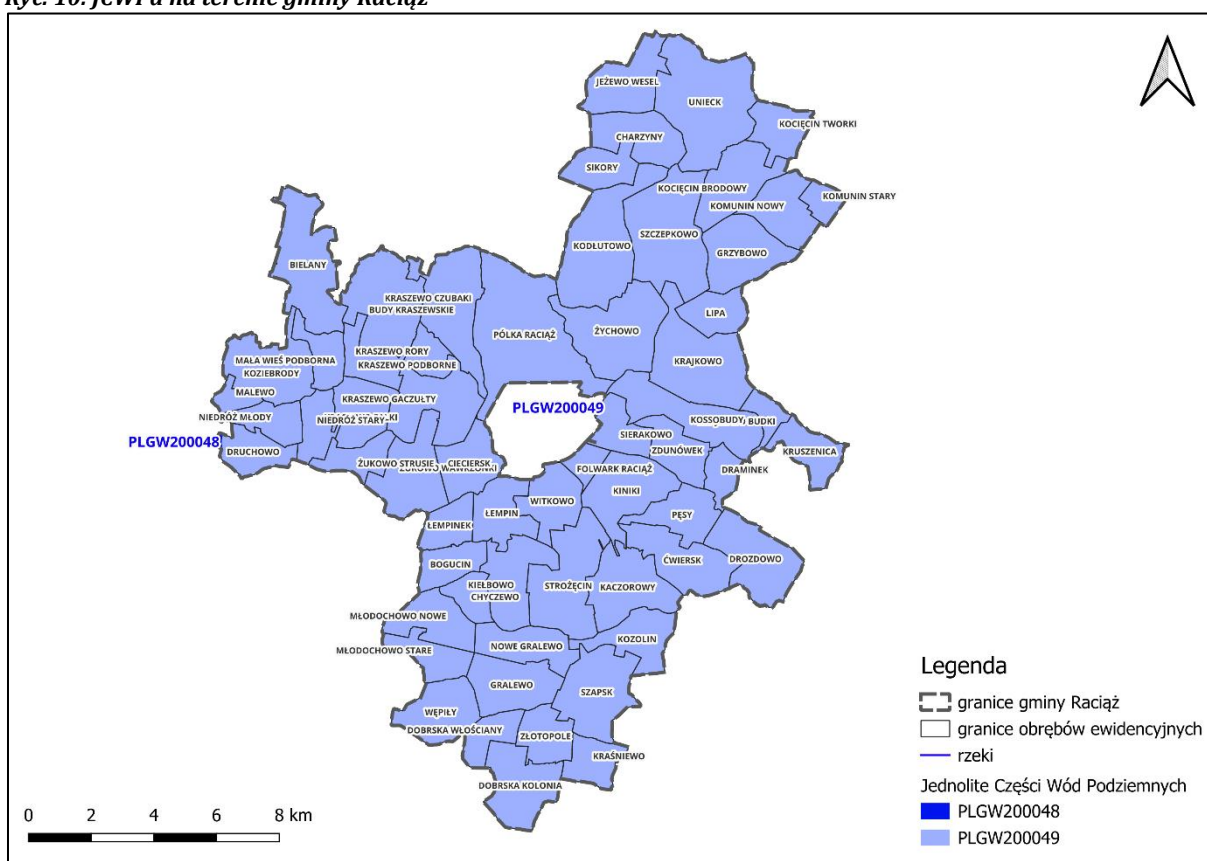 Ryc. 10. JCWPd na terenie gminy Raciąż
JEŻEWO WESEL
UNIECK
KOCIĘCIN TWORKI
CHARZYNY
SIKORY
KOCIĘCIN BRODOWY
KOMUNIN STARY
KOMUNIN NOWY
SZCZEPKOWO
KODŁUTOWO
GRZYBOWO
BIELANY
KRASZEWO CZUBAKI
BUDY KRASZEWSKIE
LIPA
PÓLKA RACIĄŻ
ŻYCHOWO
KRASZEWO RORY
MAŁA WIEŚ PODBORNA
KRASZEWO PODBORNE
KRAJKOWO
KOZIEBRODY
MALEWO
KRASZEWO GACZUŁTY
PLGW200049
NIEDRÓŻ MŁODY
NIEDRÓŻ STARY
KOSSOBUDY
BUDKI
SIERAKOWO
PLGW200048
DRUCHOWO
ZDUNÓWEK
KRUSZENICA
ŻUKOWO STRUSIE
CIECIERSK
ŻUKOWO WAWRZONKI
FOLWARK RACIĄŻ
DRAMINEK
KINIKI
WITKOWO
ŁEMPIN
PĘSY
ŁEMPINEK
BOGUCIN
ĆWIERSK
DROZDOWO
KIEŁBOWO
STROŻĘCIN
KACZOROWY
CHYCZEWO
MŁODOCHOWO NOWE
KOZOLIN
NOWE GRALEWO
MŁODOCHOWO STARE
GRALEWO
SZAPSK
WĘPIŁY
DOBRSKA WŁOŚCIANY
ZŁOTOPOLE
KRAŚNIEWO
DOBRSKA KOLONIA
Legenda
granice gminy Raciąż
granice obrębów ewidencyjnych
rzeki
Jednolite Części Wód Podziemnych
PLGW200048
PLGW200049
0 2 4 6 8 km